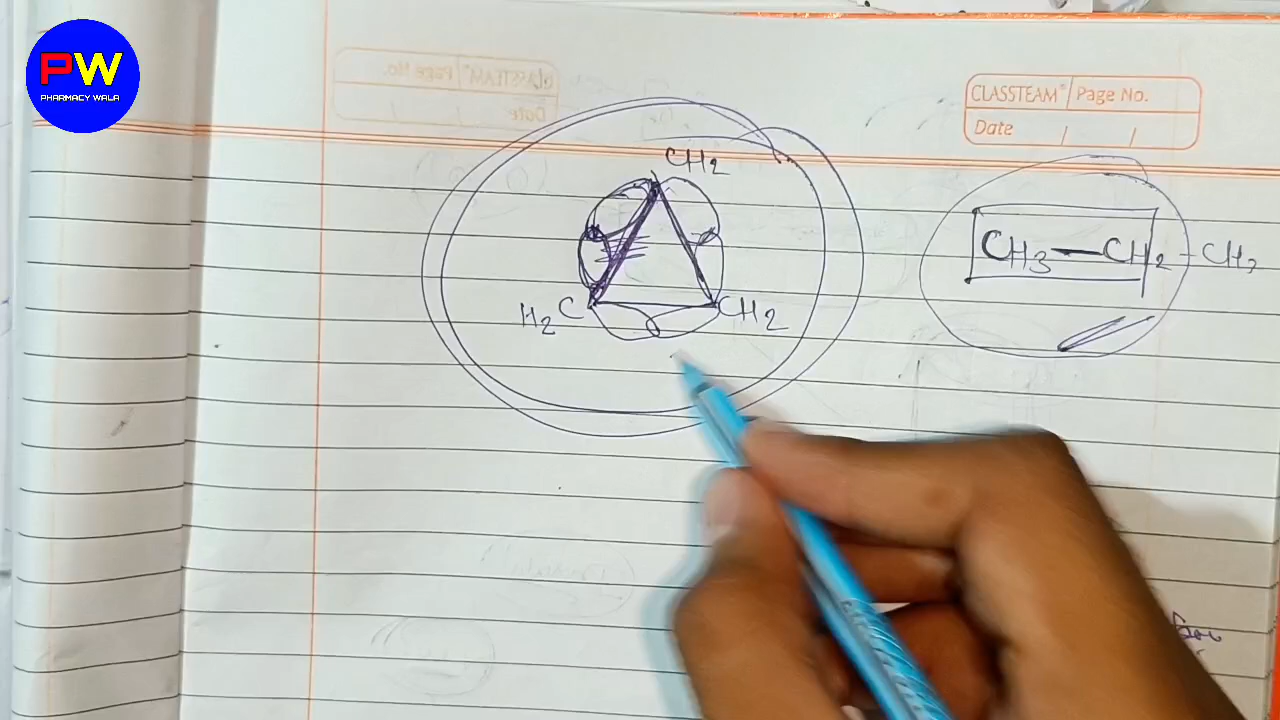 PW
PHARMACY WALA
CLASSTEAM® Page No.
Date / /
CH2
H2C CH2
CH3 — CH2 - CH3